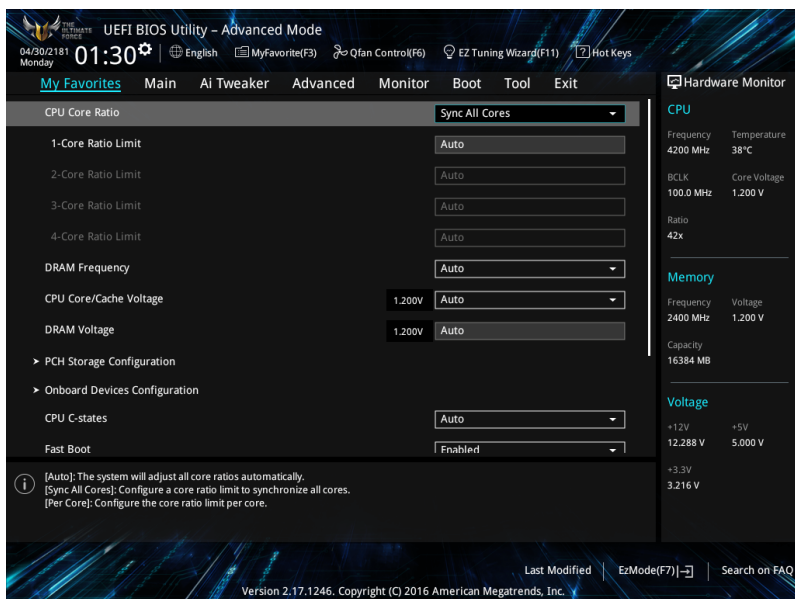 THE
ULTIMATE
FORCE
UEFI BIOS Utility – Advanced Mode
04/30/2181
Monday
01:30
English
MyFavorite(F3)
Qfan Control(F6)
EZ Tuning Wizard(F11)
? Hot Keys
My Favorites Main Ai Tweaker Advanced Monitor Boot Tool Exit
CPU Core Ratio Sync All Cores
1-Core Ratio Limit Auto
2-Core Ratio Limit Auto
3-Core Ratio Limit Auto
4-Core Ratio Limit Auto
DRAM Frequency Auto
CPU Core/Cache Voltage 1.200V Auto
DRAM Voltage 1.200V Auto
PCH Storage Configuration
Onboard Devices Configuration
CPU C-states Auto
Fast Boot Enabled
[Auto]: The system will adjust all core ratios automatically.
[Sync All Cores]: Configure a core ratio limit to synchronize all cores.
[Per Core]: Configure the core ratio limit per core.
Hardware Monitor
CPU
Frequency Temperature
4200 MHz 38°C
BCLK Core Voltage
100.0 MHz 1.200 V
Ratio
42x
Memory
Frequency Voltage
2400 MHz 1.200 V
Capacity
16384 MB
Voltage
+12V +5V
12.288 V 5.000 V
+3.3V
3.216 V
Last Modified EzMode(F7) Search on FAQ
Version 2.17.1246. Copyright (C) 2016 American Megatrends, Inc.